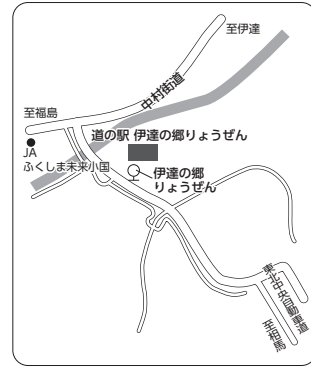 至伊達
中村街道
至福島
道の駅 伊達の郷りょうぜん
JA
ふくしま未来小国
伊達の郷
りょうぜん
東北中央自動車道
至相馬